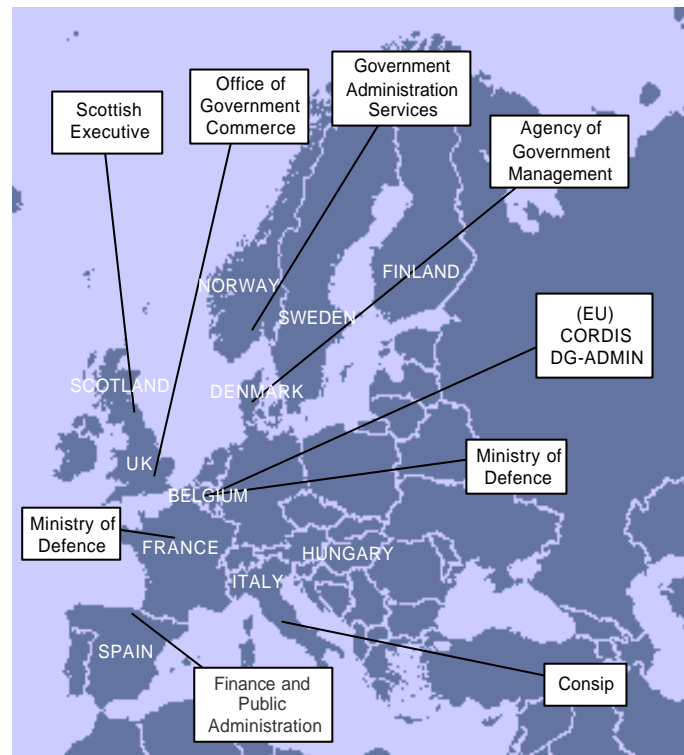 Government
Administration
Services
Office of
Government
Commerce
Scottish
Executive
Agency of
Government
Management
FINLAND
NORWAY
SWEDEN
(EU)
CORDIS
DG-ADMIN
SCOTLAND
DENMARK
UK
Ministry of
Defence
BELGIUM
Ministry of
Defence
FRANCE
HUNGARY
ITALY
SPAIN
Finance and
Public
Administration
Consip